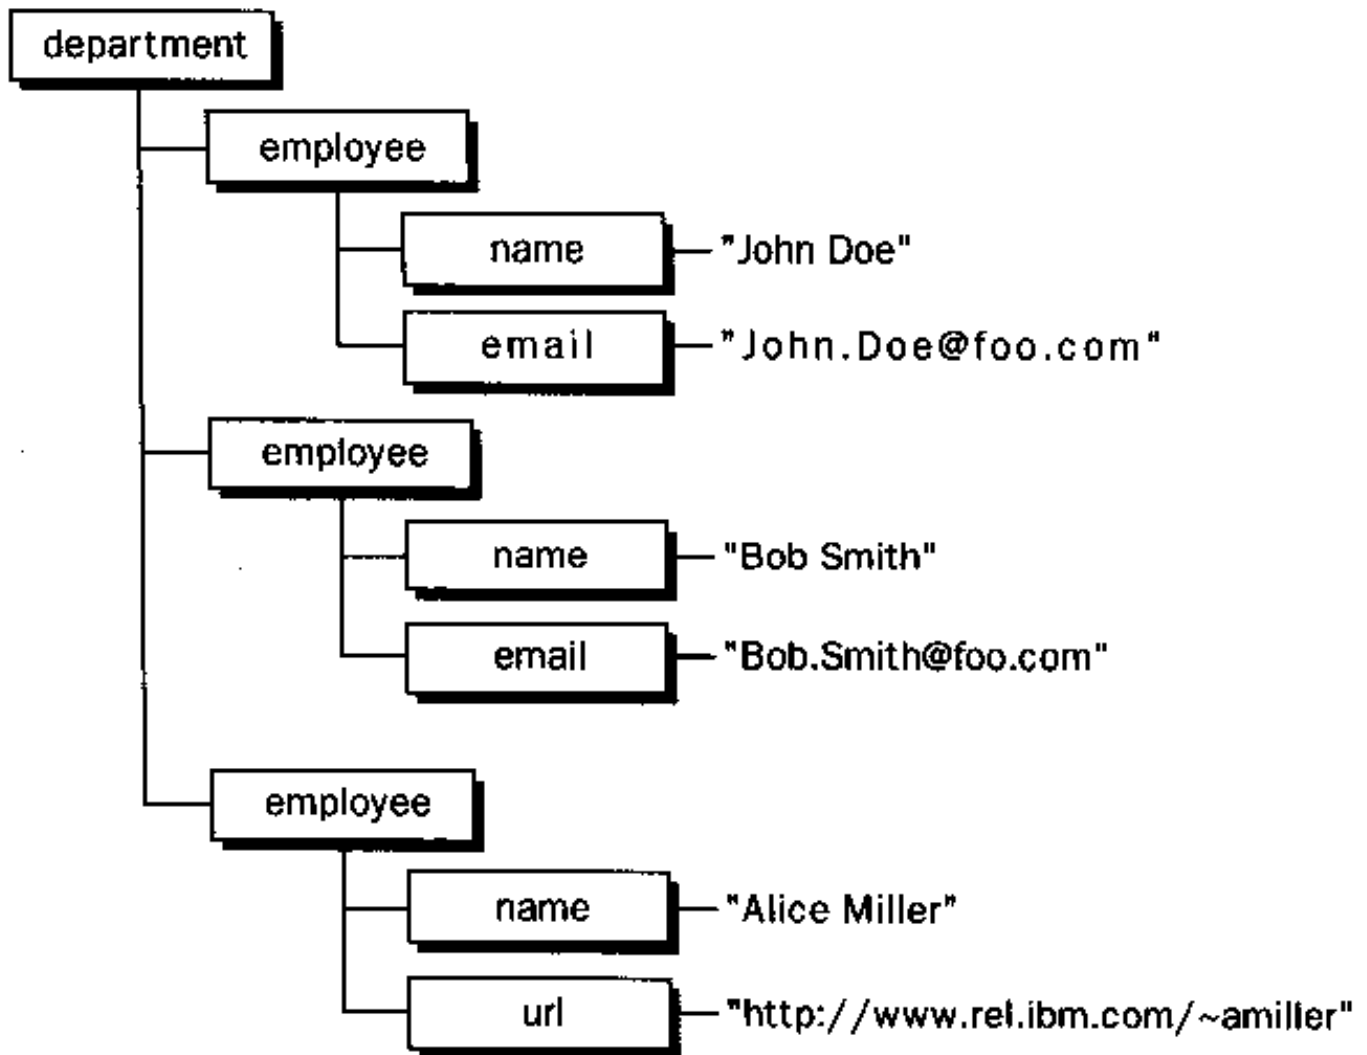 department
employee
name "John Doe"
email "John.Doe@foo.com"
employee
name "Bob Smith"
email "Bob.Smith@foo.com"
employee
name "Alice Miller"
url "http://www.rel.ibm.com/~amiller"